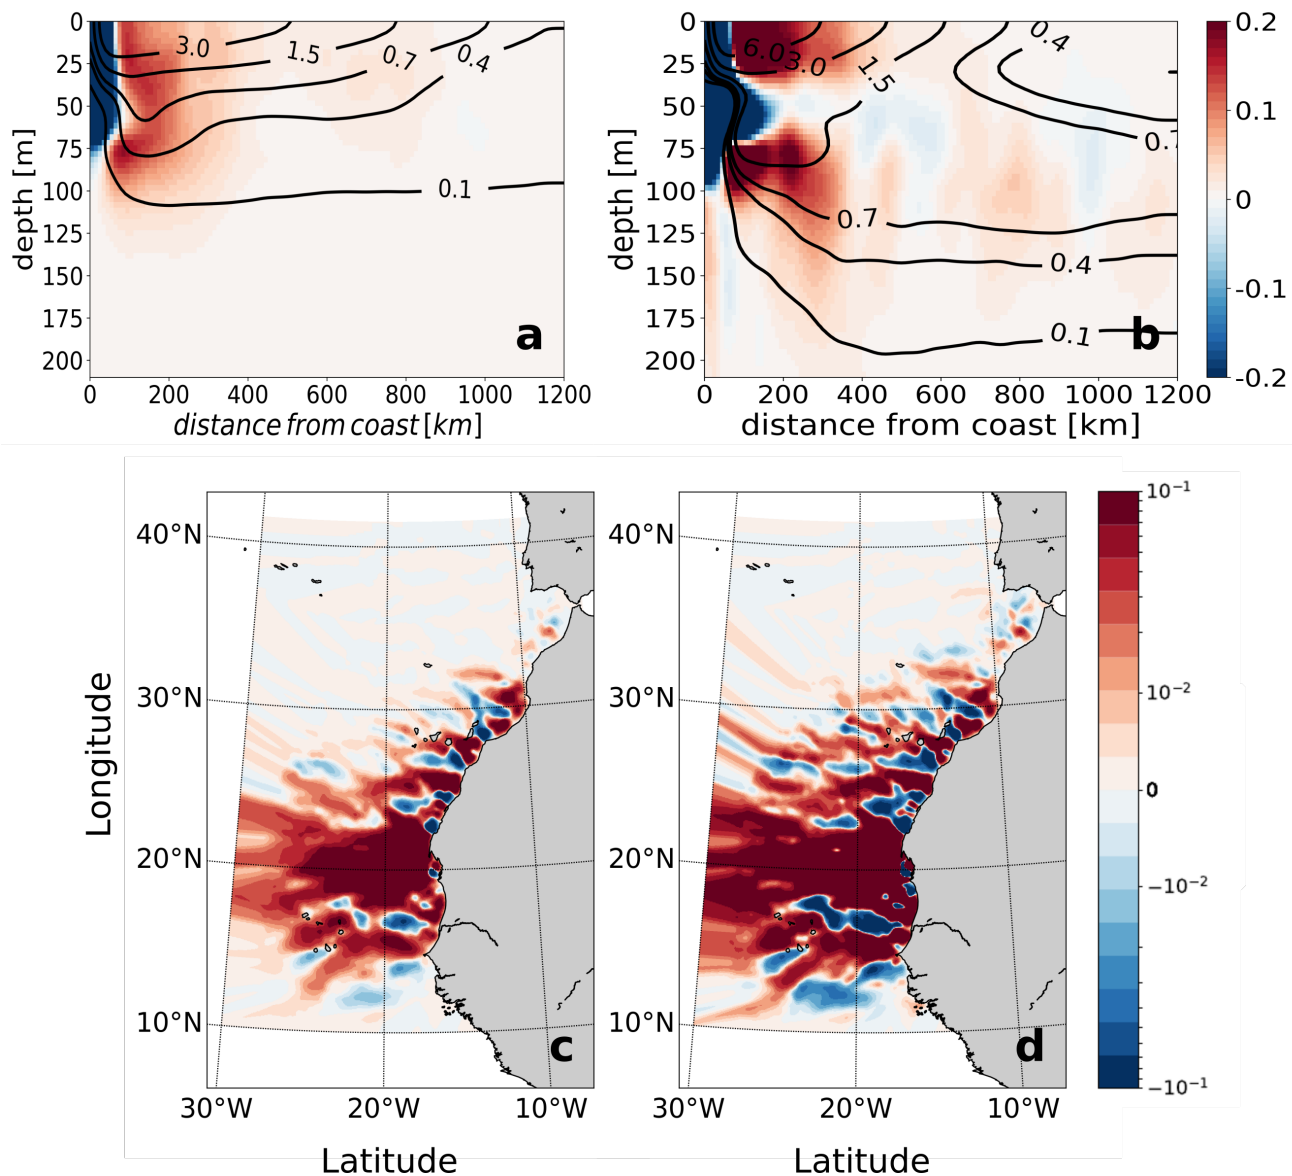 0
25
50
75
100
125
150
175
200
depth [m]
3.0
1.5
0.7
0.4
0.1
a
0
200
400
600
800
1000
1200
distance from coast [km]
0
25
50
75
100
125
150
175
200
depth [m]
6.0
3.0
1.5
0.4
0.7
0.7
0.4
0.1
b
0
200
400
600
800
1000
1200
distance from coast [km]
0.2
0.1
0
-0.1
-0.2
40°N
30°N
20°N
10°N
Longitude
c
30°W
20°W
10°W
Latitude
40°N
30°N
20°N
10°N
d
30°W
20°W
10°W
Latitude
10⁻¹
10⁻²
0
−10⁻²
−10⁻¹